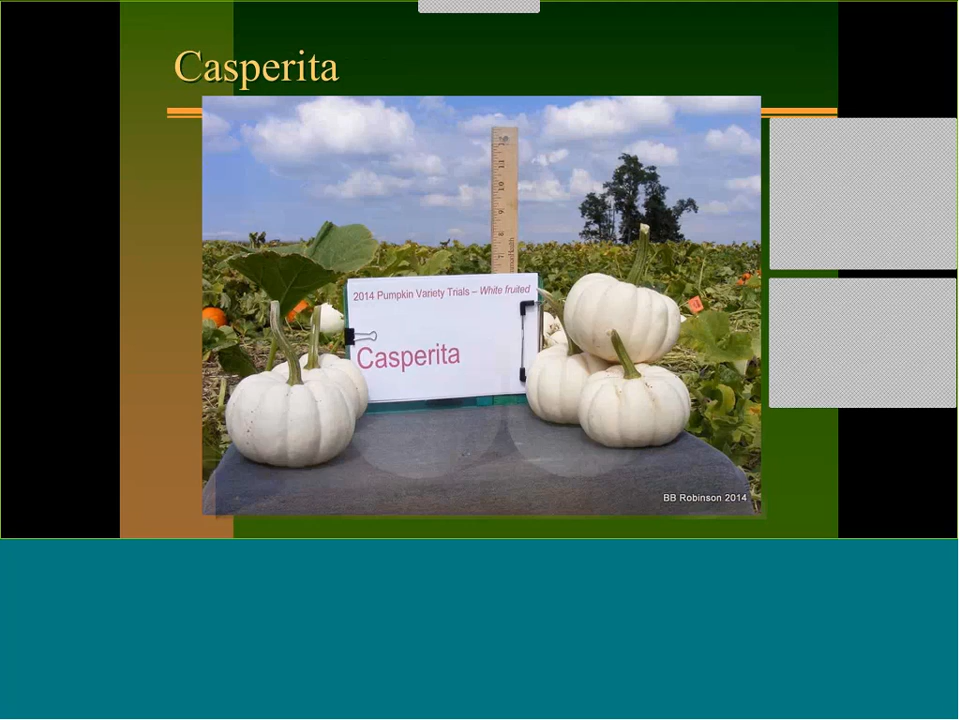 Casperita
2014 Pumpkin Variety Trials – White fruited
Casperita
BB Robinson 2014